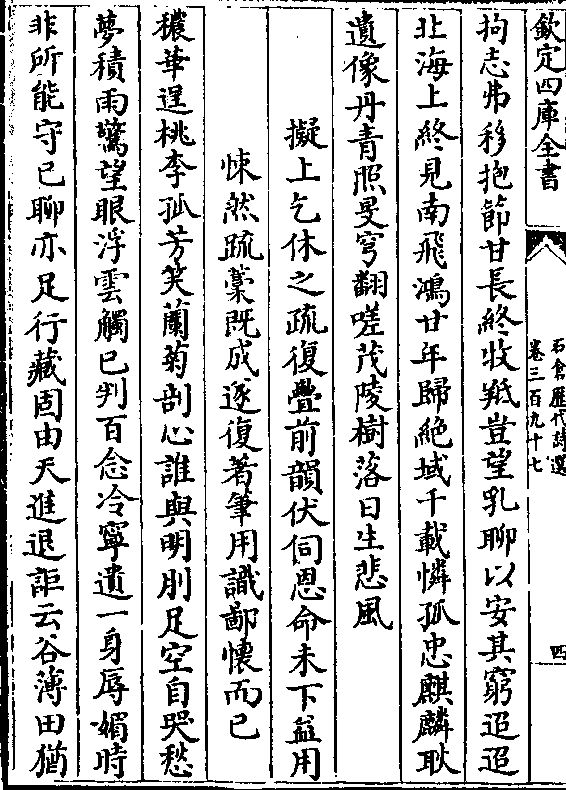 欽定四庫全書
石倉歷代詩選
卷三百九十七
四
拘志弗移抱節甘長終收羝豈望乳聊以安其窮迢迢
北海上終見南飛鴻廿年歸絶域千載憐孤忠麒麟耿
遺像丹青照旻穹翻嗟茂陵樹落日生悲風
擬上乞休之疏復疊前韻伏伺恩命未下益用
悚然疏藁既成遂復著筆用識鄙懷而已
穠華逞桃李孤芳笑蘭菊剖心誰與明刖足空自哭愁
夢積雨驚望眼浮雲觸已判百念冷寧遺一身辱媚時
非所能守已聊亦足行藏固由天進退詎云谷薄田猶